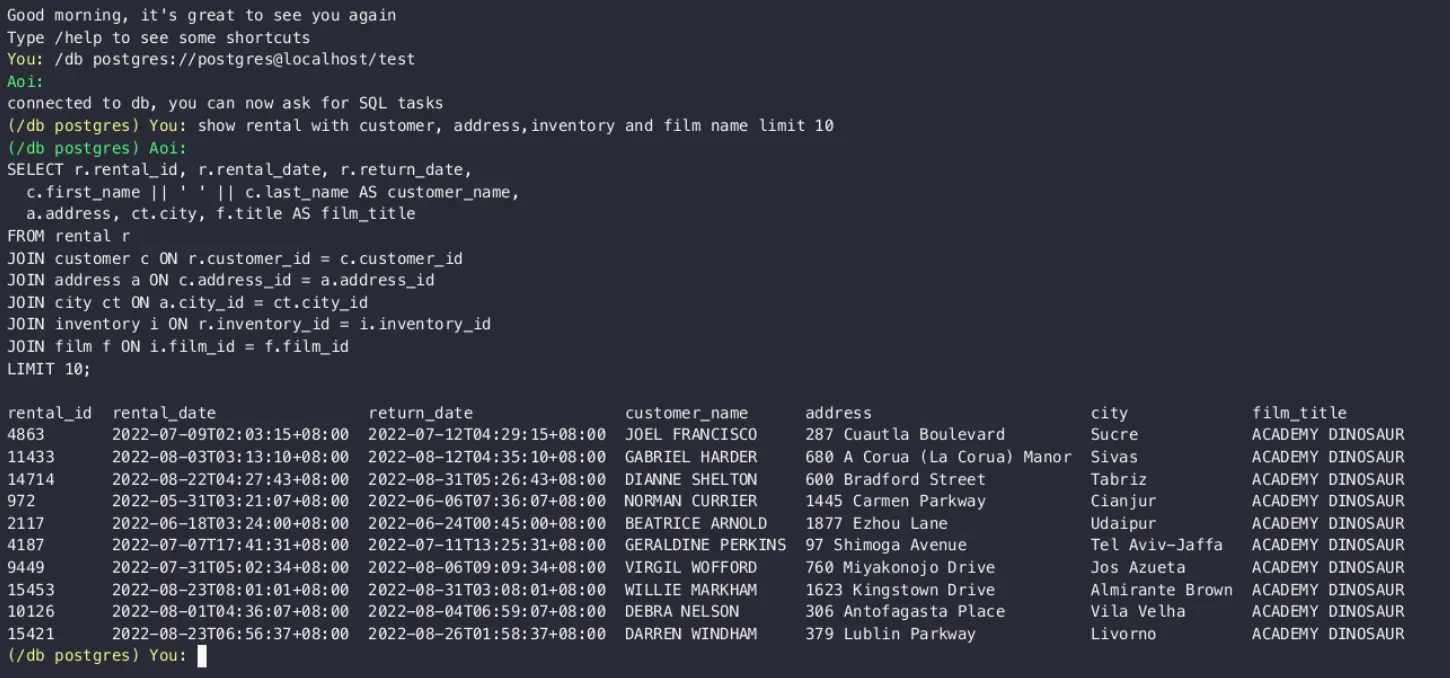 Good morning, it's great to see you again
Type /help to see some shortcuts
You: /db postgres://postgres@localhost/test
Aoi:
connected to db, you can now ask for SQL tasks
(/db postgres) You: show rental with customer, address,inventory and film name limit 10
(/db postgres) Aoi:
SELECT r.rental_id, r.rental_date, r.return_date,
  c.first_name || ' ' || c.last_name AS customer_name,
  a.address, ct.city, f.title AS film_title
FROM rental r
JOIN customer c ON r.customer_id = c.customer_id
JOIN address a ON c.address_id = a.address_id
JOIN city ct ON a.city_id = ct.city_id
JOIN inventory i ON r.inventory_id = i.inventory_id
JOIN film f ON i.film_id = f.film_id
LIMIT 10;

rental_id  rental_date                return_date                customer_name      address                       city              film_title
4863       2022-07-09T02:03:15+08:00  2022-07-12T04:29:15+08:00  JOEL FRANCISCO     287 Cuautla Boulevard         Sucre             ACADEMY DINOSAUR
11433      2022-08-03T03:13:10+08:00  2022-08-12T04:35:10+08:00  GABRIEL HARDER     680 A Corua (La Corua) Manor  Sivas             ACADEMY DINOSAUR
14714      2022-08-22T04:27:43+08:00  2022-08-31T05:26:43+08:00  DIANNE SHELTON     600 Bradford Street           Tabriz            ACADEMY DINOSAUR
972        2022-05-31T03:21:07+08:00  2022-06-06T07:36:07+08:00  NORMAN CURRIER     1445 Carmen Parkway           Cianjur           ACADEMY DINOSAUR
2117       2022-06-18T03:24:00+08:00  2022-06-24T00:45:00+08:00  BEATRICE ARNOLD    1877 Ezhou Lane               Udaipur           ACADEMY DINOSAUR
4187       2022-07-07T17:41:31+08:00  2022-07-11T13:25:31+08:00  GERALDINE PERKINS  97 Shimoga Avenue             Tel Aviv-Jaffa    ACADEMY DINOSAUR
9449       2022-07-31T05:02:34+08:00  2022-08-06T09:09:34+08:00  VIRGIL WOFFORD     760 Miyakonojo Drive          Jos Azueta        ACADEMY DINOSAUR
15453      2022-08-23T08:01:01+08:00  2022-08-31T03:08:01+08:00  WILLIE MARKHAM     1623 Kingstown Drive          Almirante Brown   ACADEMY DINOSAUR
10126      2022-08-01T04:36:07+08:00  2022-08-04T06:59:07+08:00  DEBRA NELSON       306 Antofagasta Place         Vila Velha        ACADEMY DINOSAUR
15421      2022-08-23T06:56:37+08:00  2022-08-26T01:58:37+08:00  DARREN WINDHAM     379 Lublin Parkway            Livorno           ACADEMY DINOSAUR
(/db postgres) You: